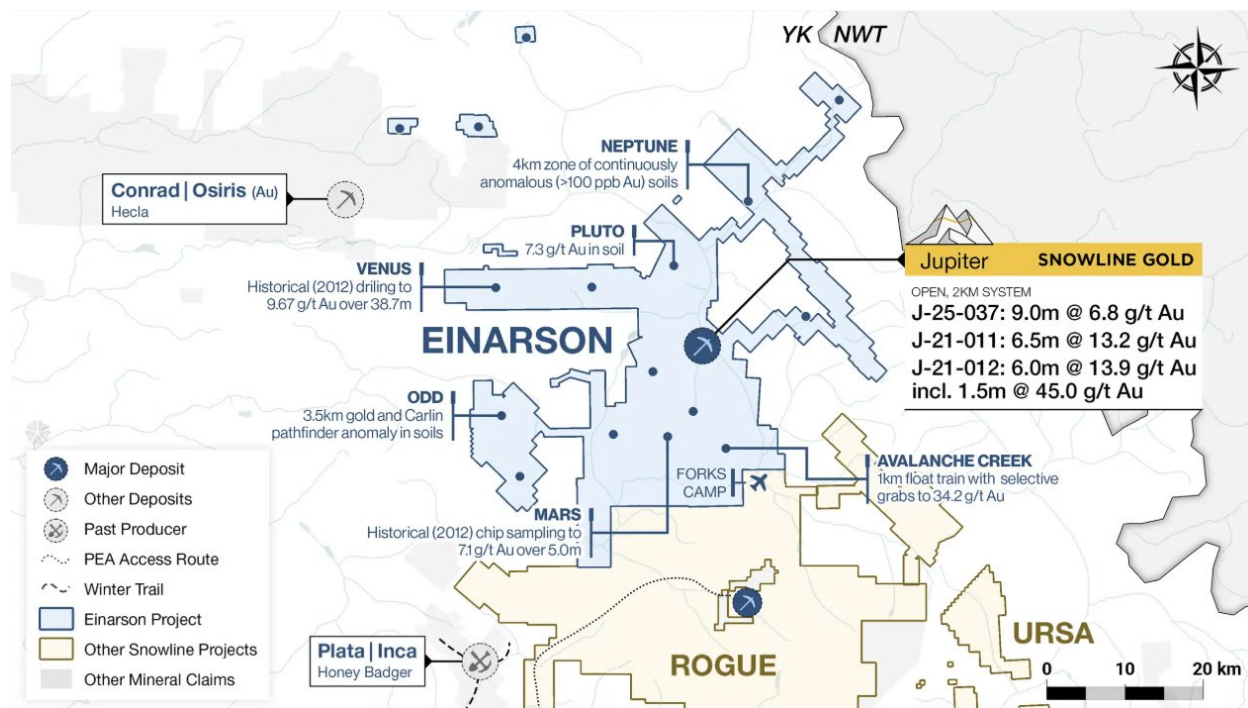 YK
NWT
NEPTUNE
4km zone of continuously
anomalous (>100 ppb Au) soils
Conrad | Osiris (Au)
Hecla
PLUTO
7.3 g/t Au in soil
VENUS
Historical (2012) driling to
9.67 g/t Au over 38.7m
EINARSON
Jupiter
SNOWLINE GOLD
OPEN, 2KM SYSTEM
J-25-037: 9.0m @ 6.8 g/t Au
J-21-011: 6.5m @ 13.2 g/t Au
J-21-012: 6.0m @ 13.9 g/t Au
incl. 1.5m @ 45.0 g/t Au
ODD
3.5km gold and Carlin
pathfinder anomaly in soils
AVALANCHE CREEK
1km float train with selective
grabs to 34.2 g/t Au
FORKS
CAMP
MARS
Historical (2012) chip sampling to
7.1 g/t Au over 5.0m
Major Deposit
Other Deposits
Past Producer
PEA Access Route
Winter Trail
Einarson Project
Other Snowline Projects
Other Mineral Claims
Plata | Inca
Honey Badger
ROGUE
URSA
0 10 20 km